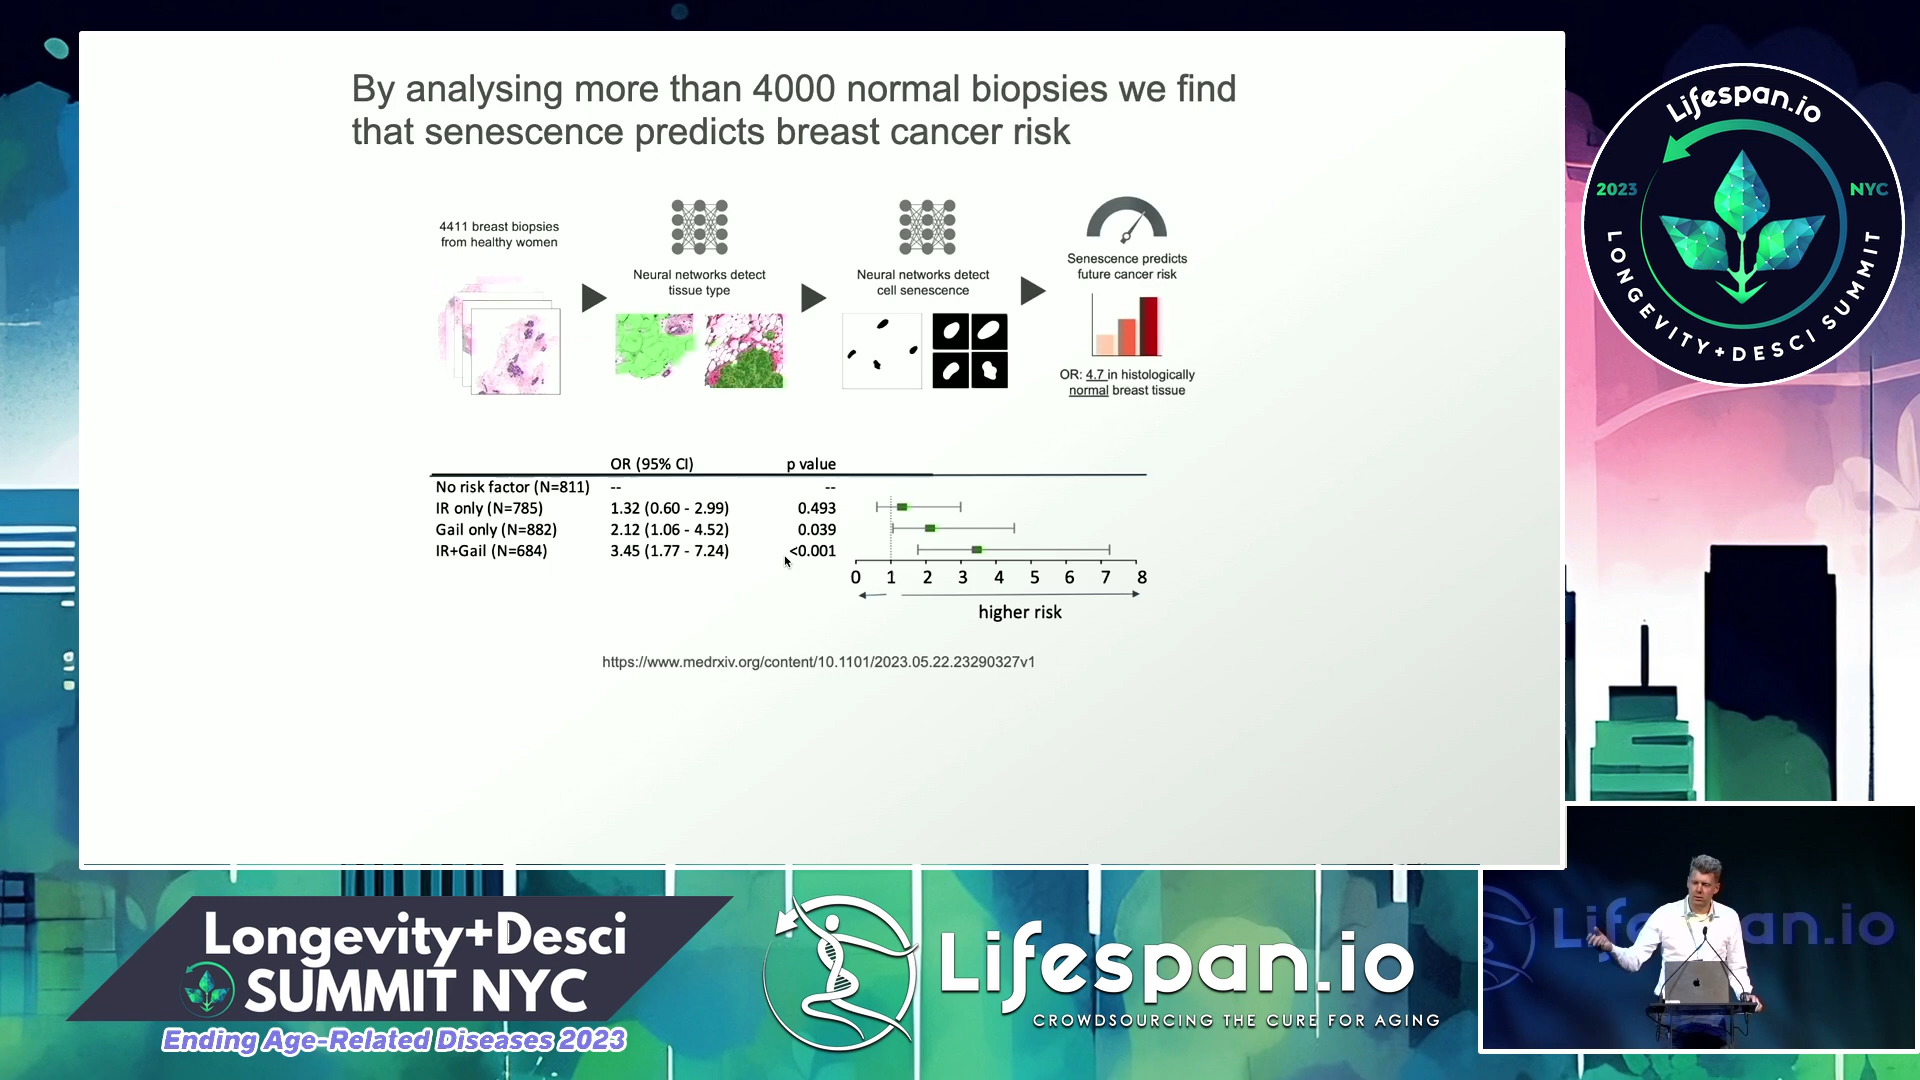 By analysing more than 4000 normal biopsies we find
that senescence predicts breast cancer risk
4411 breast biopsies
from healthy women
Neural networks detect
tissue type
Neural networks detect
cell senescence
Senescence predicts
future cancer risk
OR: 4.7 in histologically
normal breast tissue
OR (95% CI) p value
No risk factor (N=811) -- --
IR only (N=785) 1.32 (0.60 - 2.99) 0.493
Gail only (N=882) 2.12 (1.06 - 4.52) 0.039
IR+Gail (N=684) 3.45 (1.77 - 7.24) <0.001
0 1 2 3 4 5 6 7 8
higher risk
https://www.medrxiv.org/content/10.1101/2023.05.22.23290327v1
Lifespan.io
2023 NYC
LONGEVITY+DESCI SUMMIT
Longevity+Desci
SUMMIT NYC
Ending Age-Related Diseases 2023
Lifespan.io
CROWDSOURCING THE CURE FOR AGING
Lifespan.io